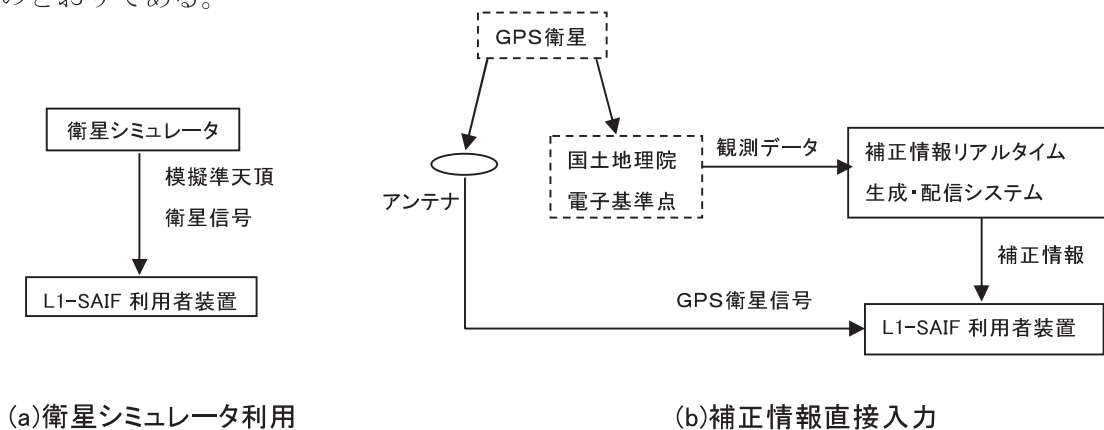 のとおりである。
GPS衛星
衛星シミュレータ
模擬準天頂
衛星信号
L1-SAIF 利用者装置
アンテナ
国土地理院
電子基準点
観測データ
補正情報リアルタイム
生成・配信システム
補正情報
GPS衛星信号
L1-SAIF 利用者装置
(a)衛星シミュレータ利用
(b)補正情報直接入力